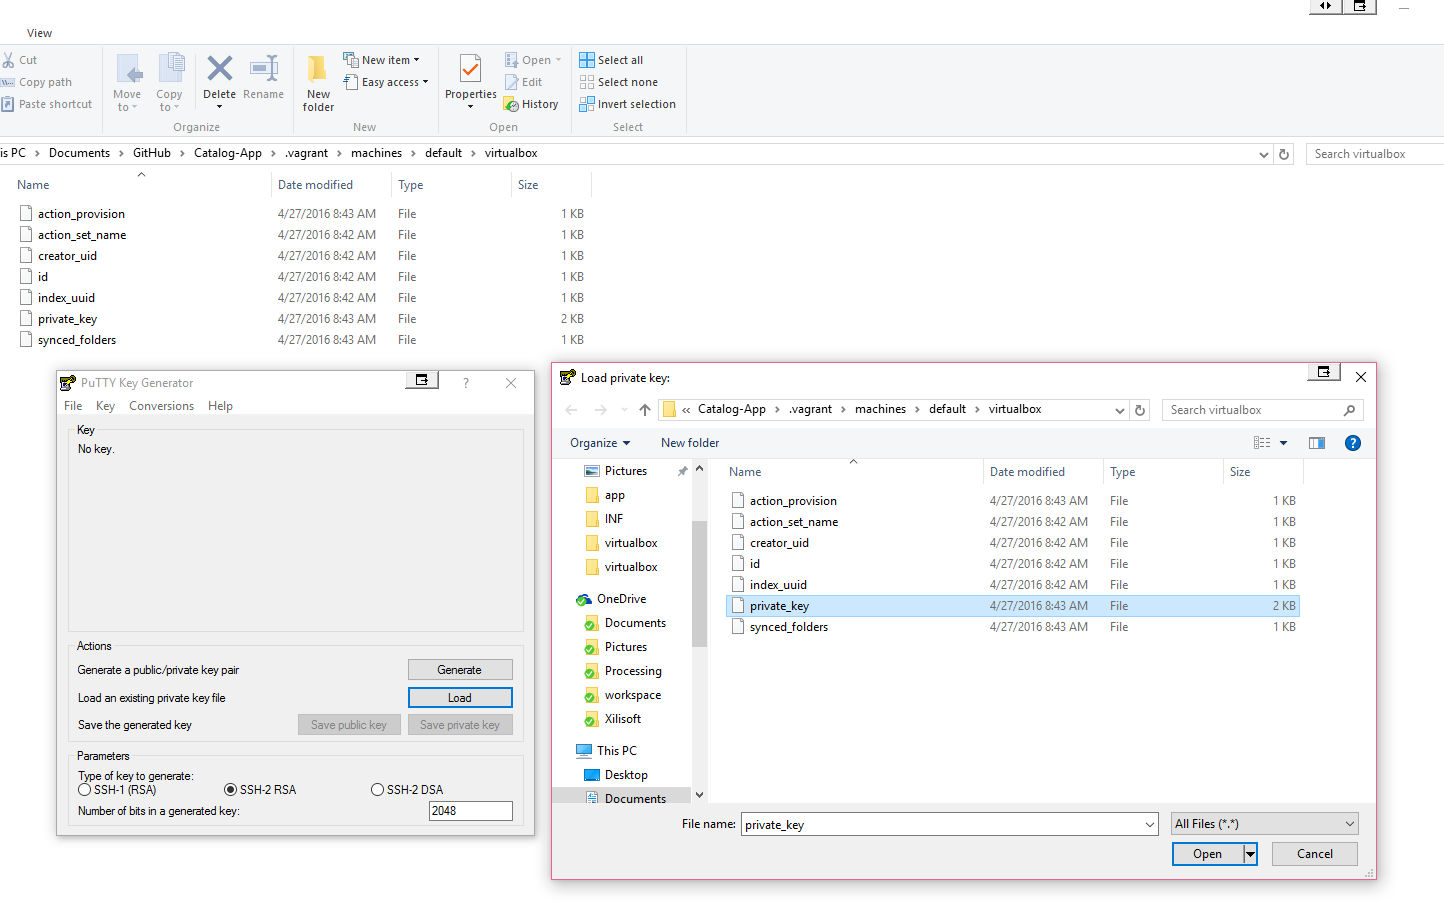 View
Cut
Copy path
Paste shortcut
Move to
Copy to
Delete
Rename
Organize
New folder
New item
Easy access
New
Properties
Open
Edit
History
Open
Select all
Select none
Invert selection
Select
is PC > Documents > GitHub > Catalog-App > .vagrant > machines > default > virtualbox
Search virtualbox
Name Date modified Type Size
action_provision 4/27/2016 8:43 AM File 1 KB
action_set_name 4/27/2016 8:42 AM File 1 KB
creator_uid 4/27/2016 8:42 AM File 1 KB
id 4/27/2016 8:42 AM File 1 KB
index_uuid 4/27/2016 8:42 AM File 1 KB
private_key 4/27/2016 8:43 AM File 2 KB
synced_folders 4/27/2016 8:43 AM File 1 KB
PuTTY Key Generator ?
File Key Conversions Help
Key
No key.
Actions
Generate a public/private key pair Generate
Load an existing private key file Load
Save the generated key Save public key Save private key
Parameters
Type of key to generate:
SSH-1 (RSA) SSH-2 RSA SSH-2 DSA
Number of bits in a generated key: 2048
Load private key:
« Catalog-App > .vagrant > machines > default > virtualbox
Search virtualbox
Organize New folder ?
Pictures
app
INF
virtualbox
virtualbox
OneDrive
Documents
Pictures
Processing
workspace
Xilisoft
This PC
Desktop
Documents
Name Date modified Type Size
action_provision 4/27/2016 8:43 AM File 1 KB
action_set_name 4/27/2016 8:42 AM File 1 KB
creator_uid 4/27/2016 8:42 AM File 1 KB
id 4/27/2016 8:42 AM File 1 KB
index_uuid 4/27/2016 8:42 AM File 1 KB
private_key 4/27/2016 8:43 AM File 2 KB
synced_folders 4/27/2016 8:43 AM File 1 KB
File name: private_key All Files (*.*)
Open Cancel